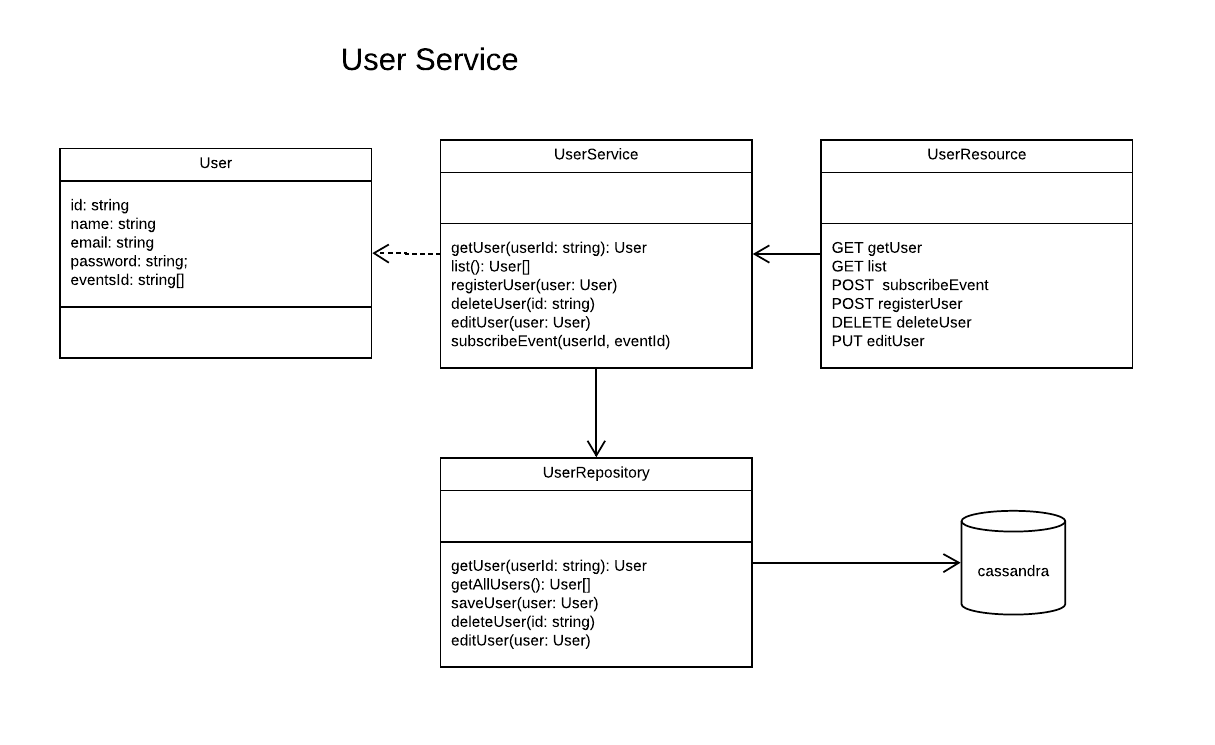 User Service
User
id: string
name: string
email: string
password: string;
eventsId: string[]
UserService
getUser(userId: string): User
list(): User[]
registerUser(user: User)
deleteUser(id: string)
editUser(user: User)
subscribeEvent(userId, eventId)
UserResource
GET getUser
GET list
POST  subscribeEvent
POST registerUser
DELETE deleteUser
PUT editUser
UserRepository
getUser(userId: string): User
getAllUsers(): User[]
saveUser(user: User)
deleteUser(id: string)
editUser(user: User)
cassandra